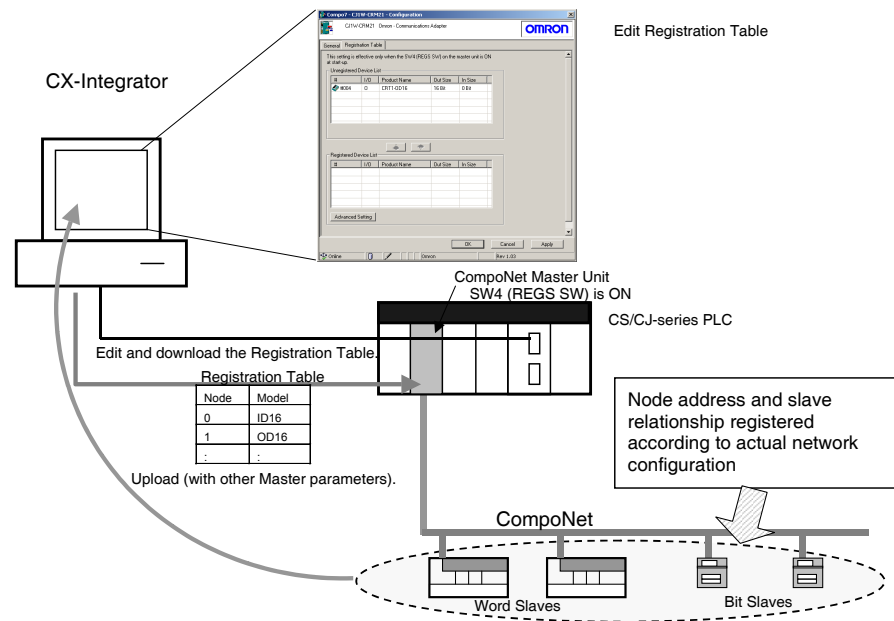 Compo7 - CJ1W-CRM21 - Configuration
CJ1W-CRM21 Omron - Communications Adapter
OMRON
Edit Registration Table
General
Registration Table
This setting is effective only when the SW4 (REGS SW) on the master unit is ON
at start-up.
Unregistered Device List
# I/O Product Name Out Size In Size
#004 O CRT1-OD16 16 Bit 0 Bit
Registered Device List
# I/O Product Name Out Size In Size
Advanced Setting
OK Cancel Apply
Online Omron Rev 1.03
CX-Integrator
CompoNet Master Unit
SW4 (REGS SW) is ON
CS/CJ-series PLC
Edit and download the Registration Table.
Registration Table
Node Model
0 ID16
1 OD16
: :
Upload (with other Master parameters).
Node address and slave
relationship registered
according to actual network
configuration
CompoNet
Word Slaves
Bit Slaves